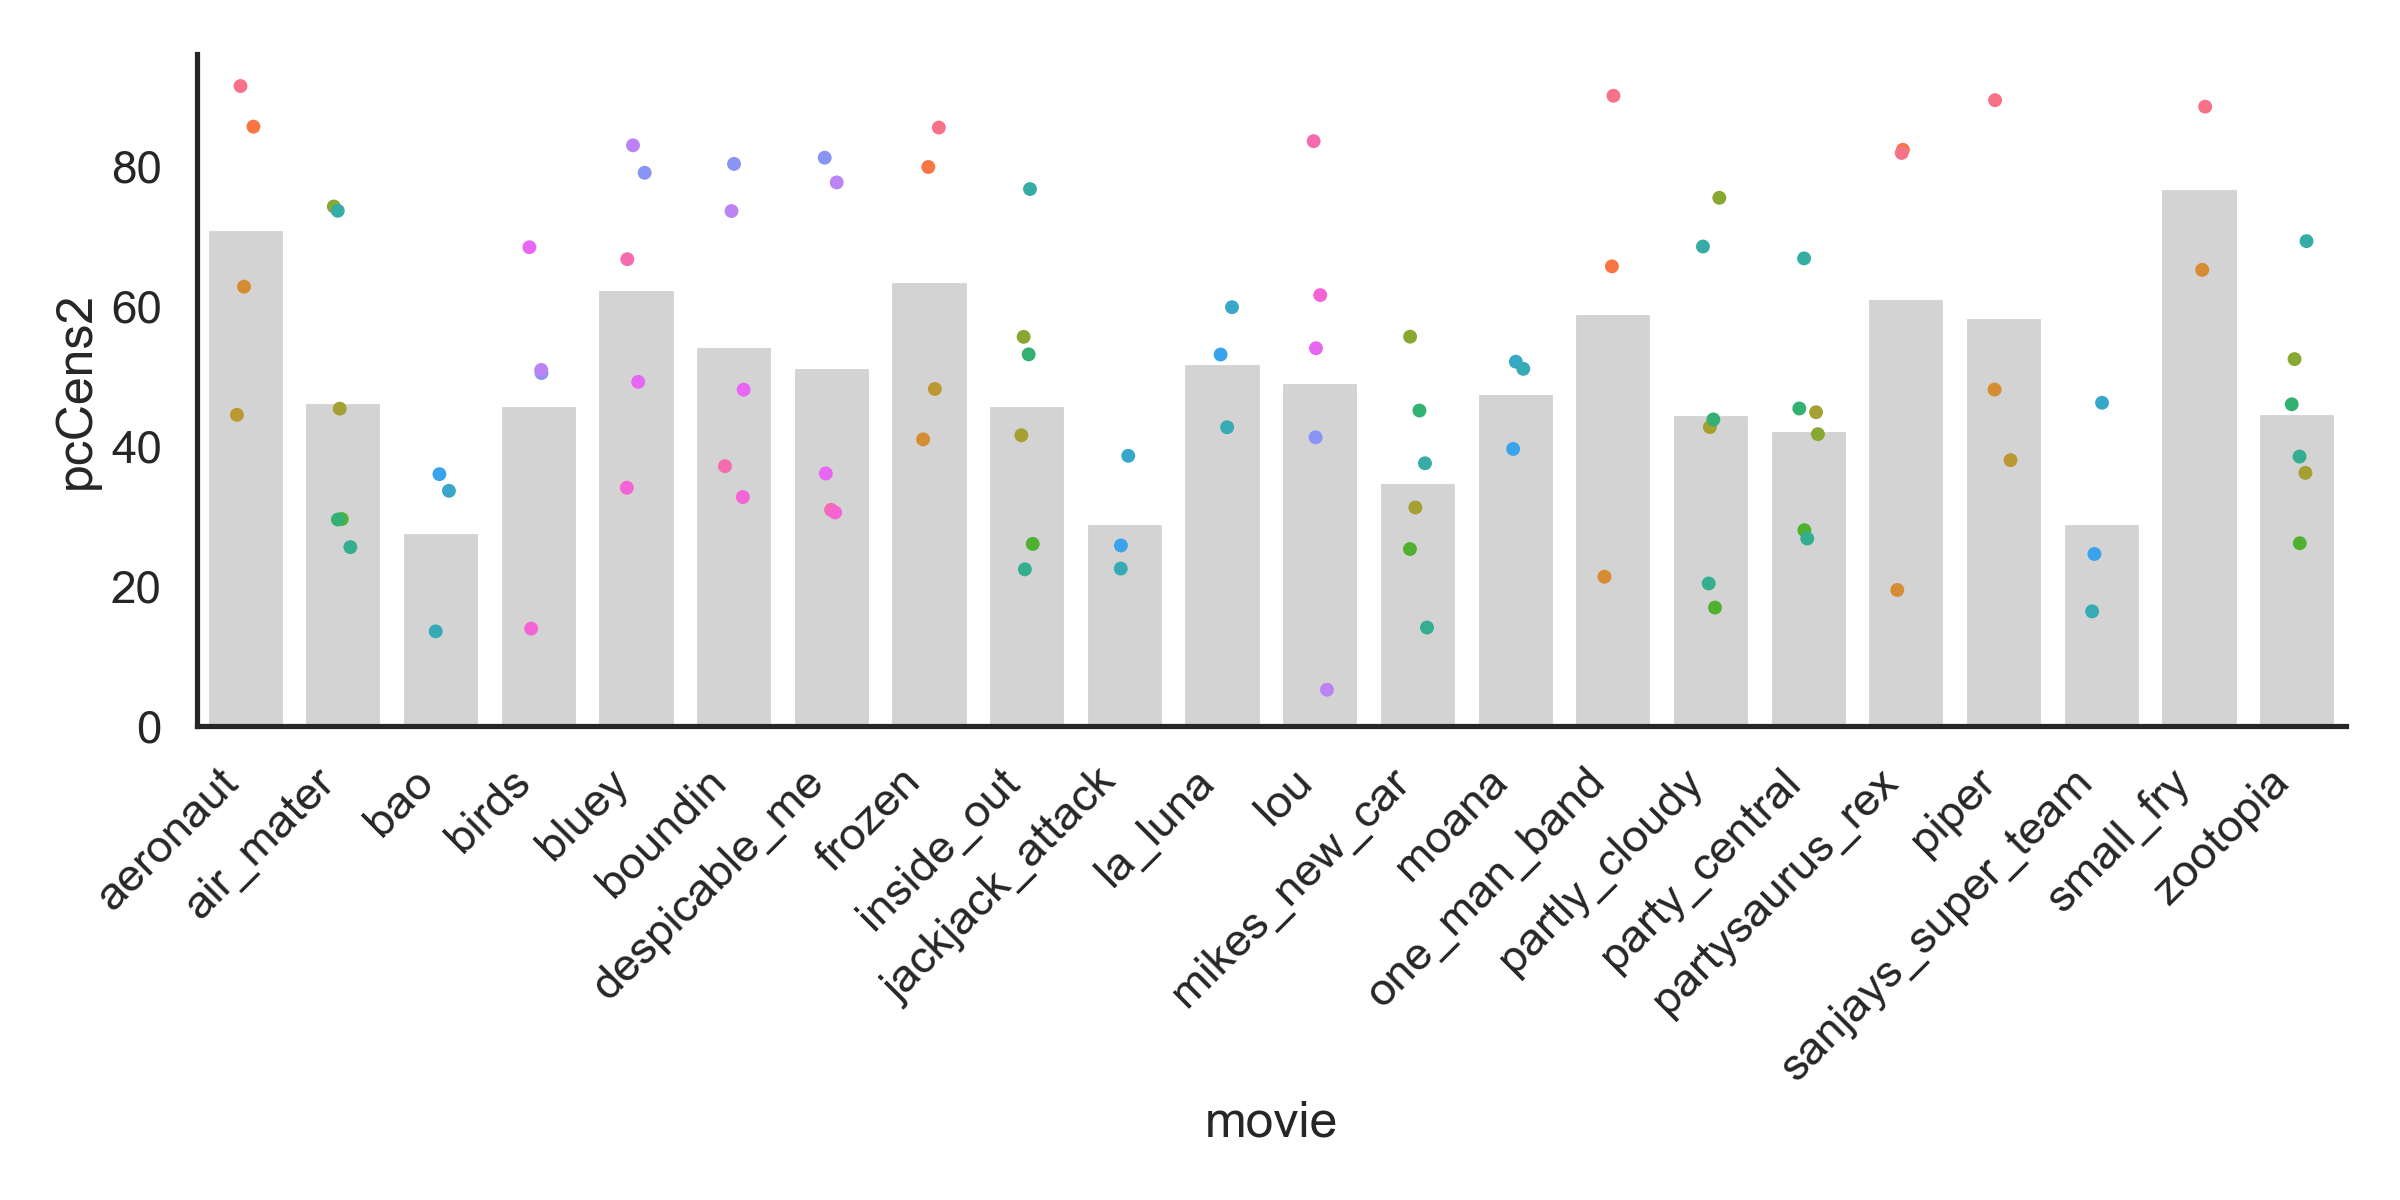 pcCens2
80
60
40
20
0
aeronaut
air_mater
bao
birds
bluey
boundin
despicable_me
frozen
inside_out
jackjack_attack
la_luna
lou
mikes_new_car
moana
one_man_band
partly_cloudy
party_central
partysaurus_rex
piper
sanjays_super_team
small_fry
zootopia
movie